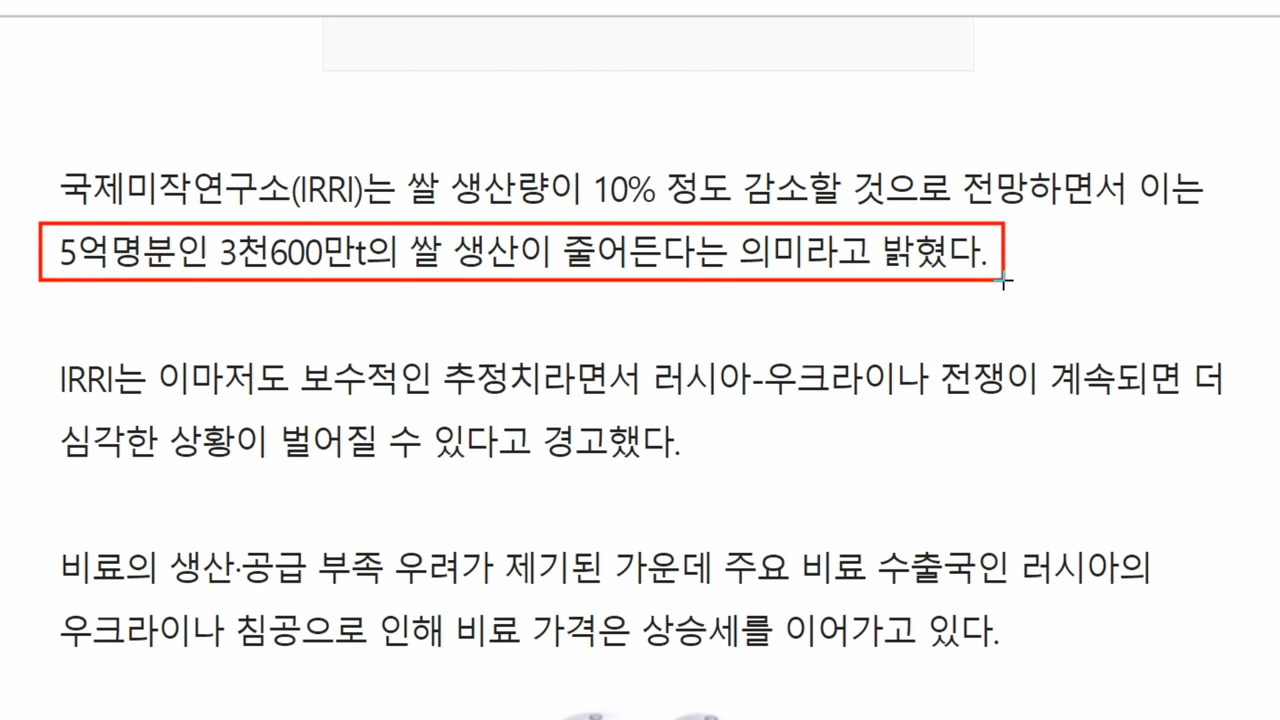 국제미작연구소(IRRI)는 쌀 생산량이 10% 정도 감소할 것으로 전망하면서 이는
5억명분인 3천600만t의 쌀 생산이 줄어든다는 의미라고 밝혔다.
IRRI는 이마저도 보수적인 추정치라면서 러시아-우크라이나 전쟁이 계속되면 더
심각한 상황이 벌어질 수 있다고 경고했다.
비료의 생산·공급 부족 우려가 제기된 가운데 주요 비료 수출국인 러시아의
우크라이나 침공으로 인해 비료 가격은 상승세를 이어가고 있다.